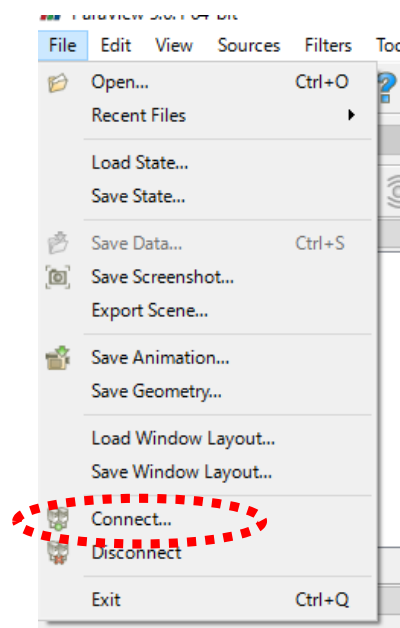 File Edit View Sources Filters
Open... Ctrl+O
Recent Files
Load State...
Save State...
Save Data... Ctrl+S
Save Screenshot...
Export Scene...
Save Animation...
Save Geometry...
Load Window Layout...
Save Window Layout...
Connect...
Disconnect
Exit Ctrl+Q